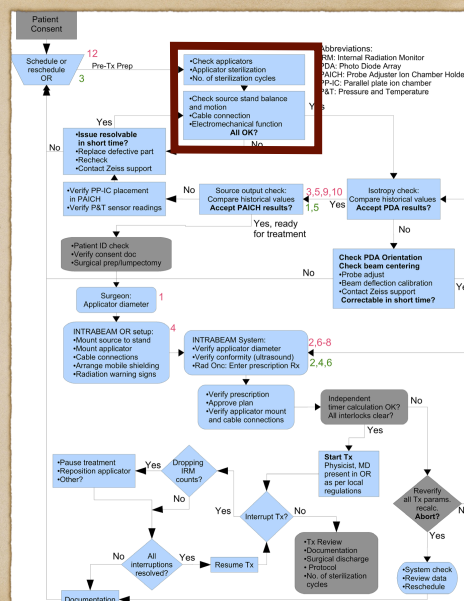 Patient
Consent
Schedule or
reschedule
OR
12
3
Pre-Tx Prep
•Check applicators
•Applicator sterilization
•No. of sterilization cycles
Abbreviations:
IRM: Internal Radiation Monitor
PDA: Photo Diode Array
PAICH: Probe Adjuster Ion Chamber Holde
PP-IC: Parallel plate ion chamber
P&T: Pressure and Temperature
•Check source stand balance
and motion
•Cable connection
•Electromechanical function
All OK?
Yes
No
Yes
•Issue resolvable
in short time?
•Replace defective part
•Recheck
•Contact Zeiss support
No
•Verify PP-IC placement
in PAICH
•Verify P&T sensor readings
No
Source output check:
Compare historical values
Accept PAICH results?
3,5,9,10
1,5
Yes
Isotropy check:
Compare historical values
Accept PDA results?
Yes, ready
for treatment
No
•Patient ID check
•Verify consent doc
•Surgical prep/lumpectomy
No
Check PDA Orientation
Check beam centering
•Probe adjust
•Beam deflection calibration
•Contact Zeiss support
Correctable in short time?
Ye
Surgeon:
Applicator diameter
1
INTRABEAM OR setup:
•Mount source to stand
•Mount applicator
•Cable connections
•Arrange mobile shielding
•Radiation warning signs
4
INTRABEAM System:
•Verify applicator diameter
•Verify conformity (ultrasound)
•Rad Onc: Enter prescription Rx
2,6-8
2,4,6
•Verify prescription
•Approve plan
•Verify applicator mount
and cable connections
Independent
timer calculation OK?
All interlocks clear?
No
Yes
Start Tx
Physicist, MD
present in OR
as per local
regulations
•Pause treatment
•Reposition applicator
•Other?
Yes
Dropping
IRM
counts?
No
Yes
Interrupt Tx?
No
Reverify
all Tx params.
recalc.
Abort?
N
Yes
•Tx Review
•Documentation
•Surgical discharge
• Protocol
•No. of sterilization
cycles
No
All
interruptions
resolved?
Yes
Resume Tx
•System check
•Review data
•Reschedule
Documentation